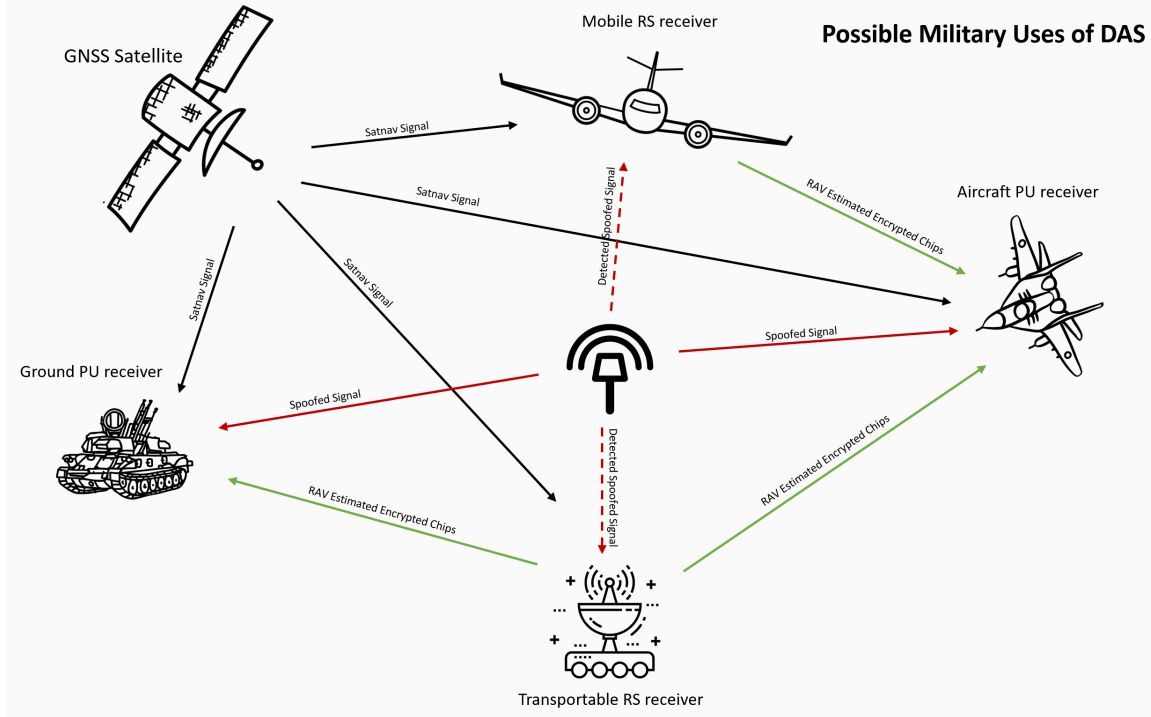 Mobile RS receiver
Possible Military Uses of DAS
GNSS Satellite
Satnav Signal
Satnav Signal
Detected Spoofed Signal
RAV Estimated Encrypted Chips
Aircraft PU receiver
Satnav Signal
Satnav Signal
Spoofed Signal
Ground PU receiver
Spoofed Signal
Detected Spoofed Signal
RAV Estimated Encrypted Chips
RAV Estimated Encrypted Chips
Transportable RS receiver